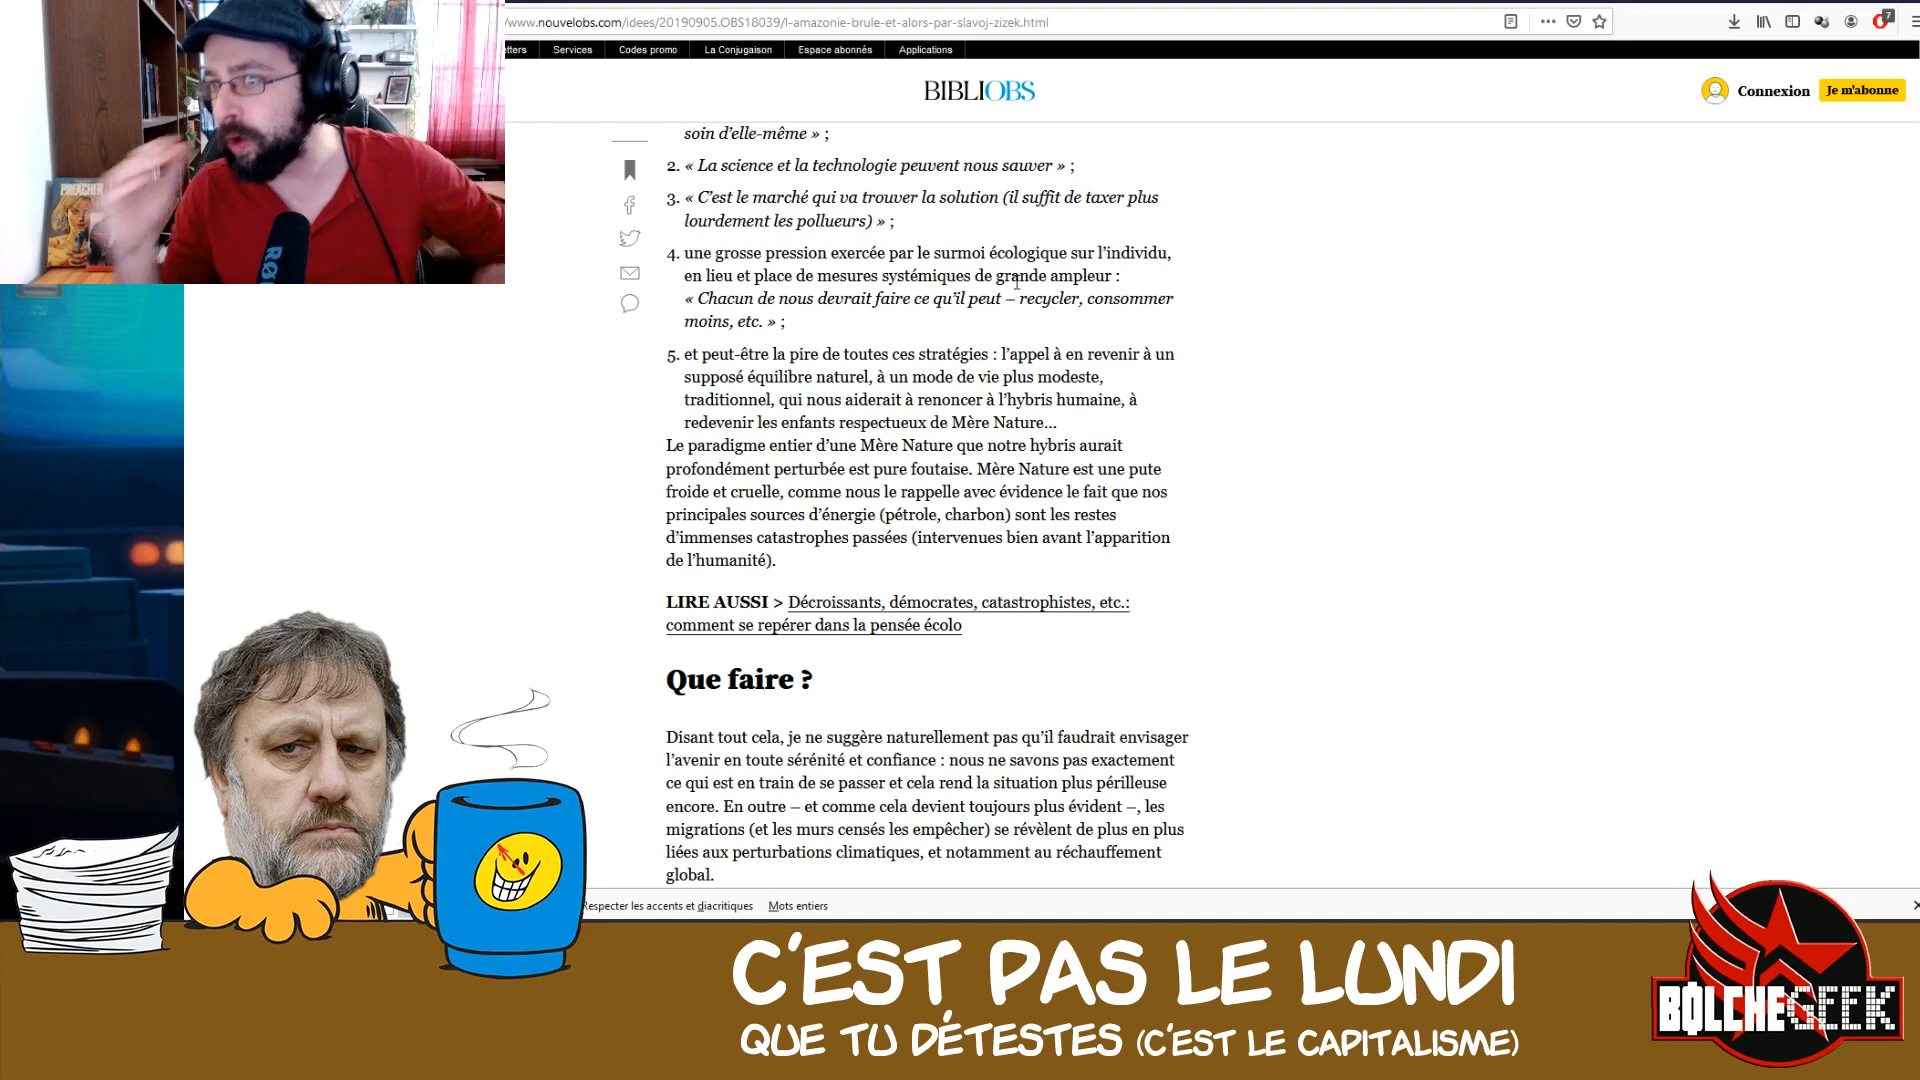 /www.nouvelobs.com/idees/20190905.OBS18039/l-amazonie-brule-et-alors-par-slavoj-zizek.html
7
Services
Codes promo
La Conjugaison
Espace abonnés
Applications
BIBLIOBS
Connexion
Je m'abonne
PREACHER
RØ
soin d’elle-même » ;
2. « La science et la technologie peuvent nous sauver » ;
3. « C’est le marché qui va trouver la solution (il suffit de taxer plus
lourdement les pollueurs) » ;
4. une grosse pression exercée par le surmoi écologique sur l’individu,
en lieu et place de mesures systémiques de grande ampleur :
« Chacun de nous devrait faire ce qu’il peut – recycler, consommer
moins, etc. » ;
5. et peut-être la pire de toutes ces stratégies : l’appel à en revenir à un
supposé équilibre naturel, à un mode de vie plus modeste,
traditionnel, qui nous aiderait à renoncer à l’hybris humaine, à
redevenir les enfants respectueux de Mère Nature…
Le paradigme entier d’une Mère Nature que notre hybris aurait
profondément perturbée est pure foutaise. Mère Nature est une pute
froide et cruelle, comme nous le rappelle avec évidence le fait que nos
principales sources d’énergie (pétrole, charbon) sont les restes
d’immenses catastrophes passées (intervenues bien avant l’apparition
de l’humanité).
LIRE AUSSI > Décroissants, démocrates, catastrophistes, etc.:
comment se repérer dans la pensée écolo
Que faire ?
Disant tout cela, je ne suggère naturellement pas qu’il faudrait envisager
l’avenir en toute sérénité et confiance : nous ne savons pas exactement
ce qui est en train de se passer et cela rend la situation plus périlleuse
encore. En outre – et comme cela devient toujours plus évident –, les
migrations (et les murs censés les empêcher) se révèlent de plus en plus
liées aux perturbations climatiques, et notamment au réchauffement
global.
Respecter les accents et diacritiques
Mots entiers
C'EST PAS LE LUNDI
QUE TU DÉTESTES (C'EST LE CAPITALISME)
BOLCHEGEEK